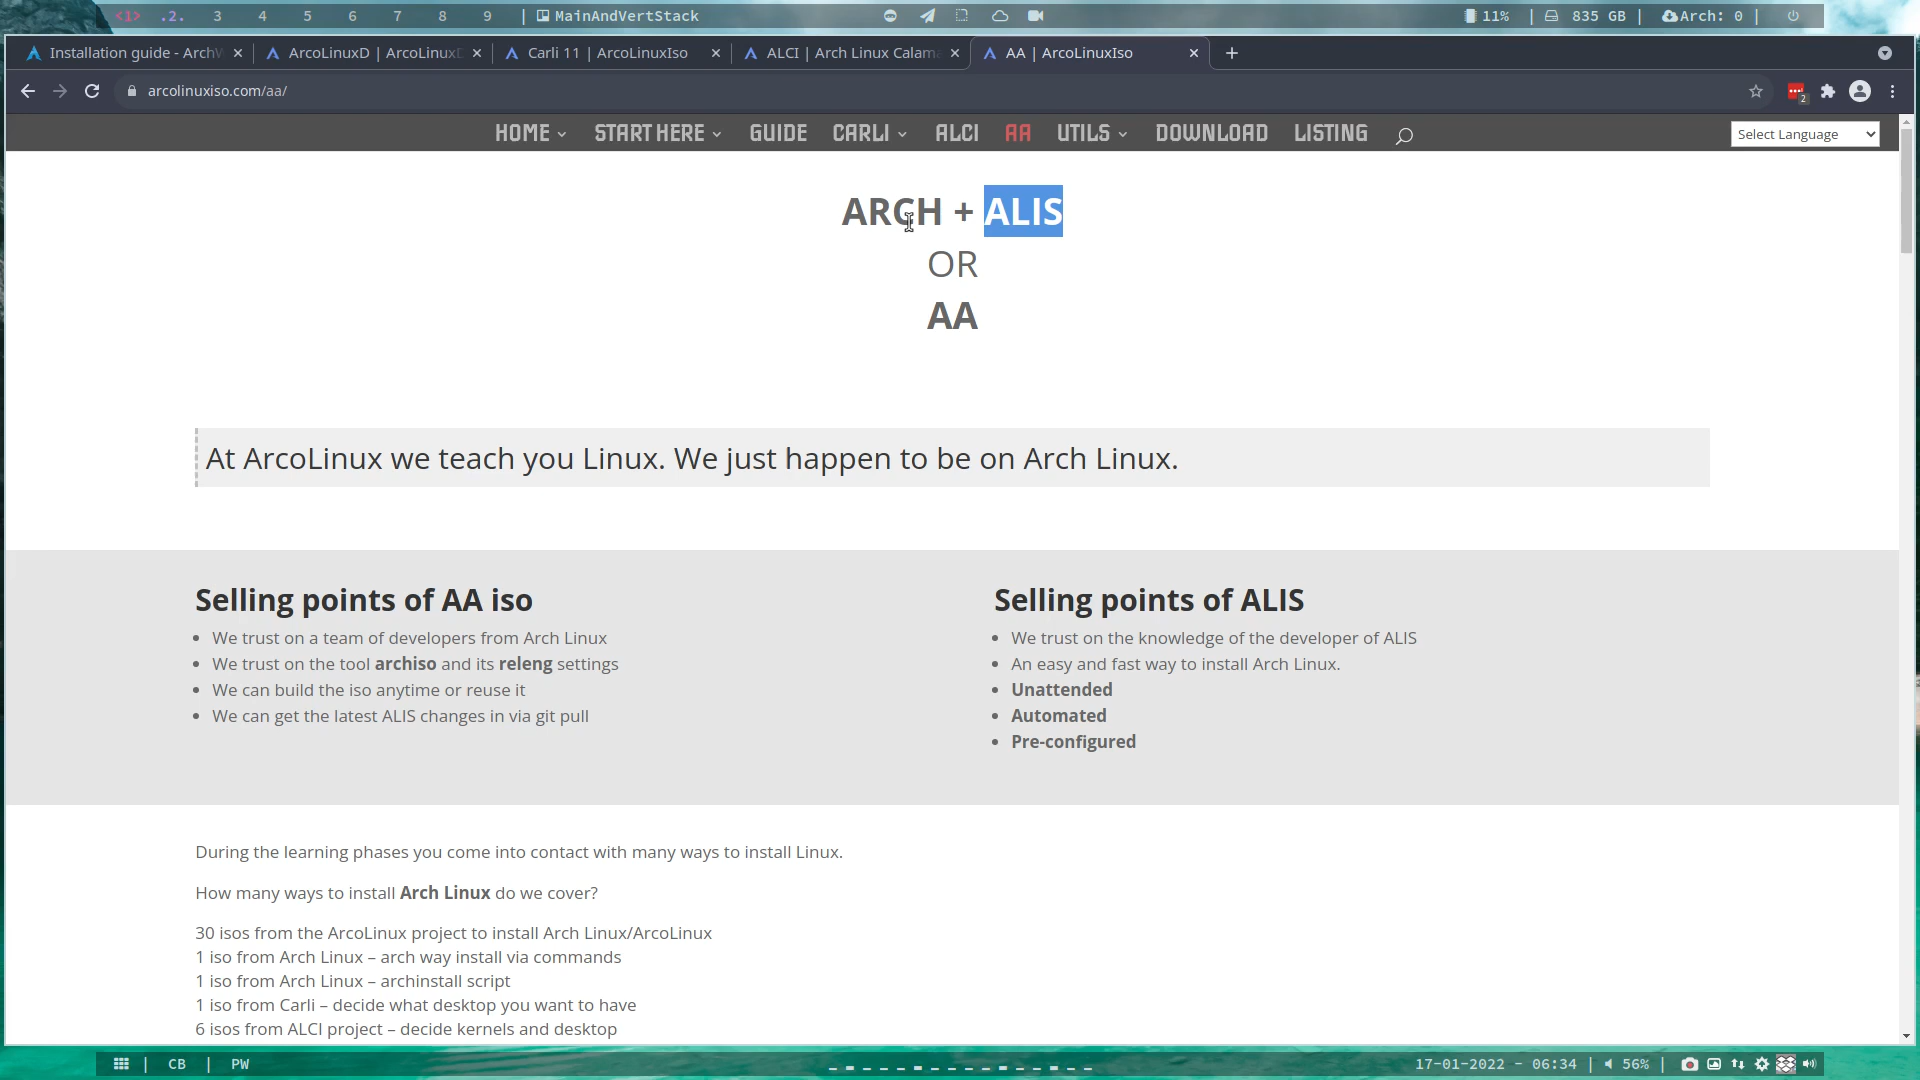 <1> .2. 3 4 5 6 7 8 9 | MainAndVertStack
11% | 835 GB | Arch: 0 |
Installation guide - ArchW
ArcoLinuxD | ArcoLinuxD
Carli 11 | ArcoLinuxIso
ALCI | Arch Linux Calama
AA | ArcoLinuxIso
arcolinuxiso.com/aa/
2
HOME START HERE GUIDE CARLI ALCI AA UTILS DOWNLOAD LISTING
Select Language
ARCH + ALIS
OR
AA
At ArcoLinux we teach you Linux. We just happen to be on Arch Linux.
Selling points of AA iso
• We trust on a team of developers from Arch Linux
• We trust on the tool archiso and its releng settings
• We can build the iso anytime or reuse it
• We can get the latest ALIS changes in via git pull
Selling points of ALIS
• We trust on the knowledge of the developer of ALIS
• An easy and fast way to install Arch Linux.
• Unattended
• Automated
• Pre-configured
During the learning phases you come into contact with many ways to install Linux.
How many ways to install Arch Linux do we cover?
30 isos from the ArcoLinux project to install Arch Linux/ArcoLinux
1 iso from Arch Linux – arch way install via commands
1 iso from Arch Linux – archinstall script
1 iso from Carli – decide what desktop you want to have
6 isos from ALCI project – decide kernels and desktop
| CB | PW
17-01-2022 - 06:34 | 56% |